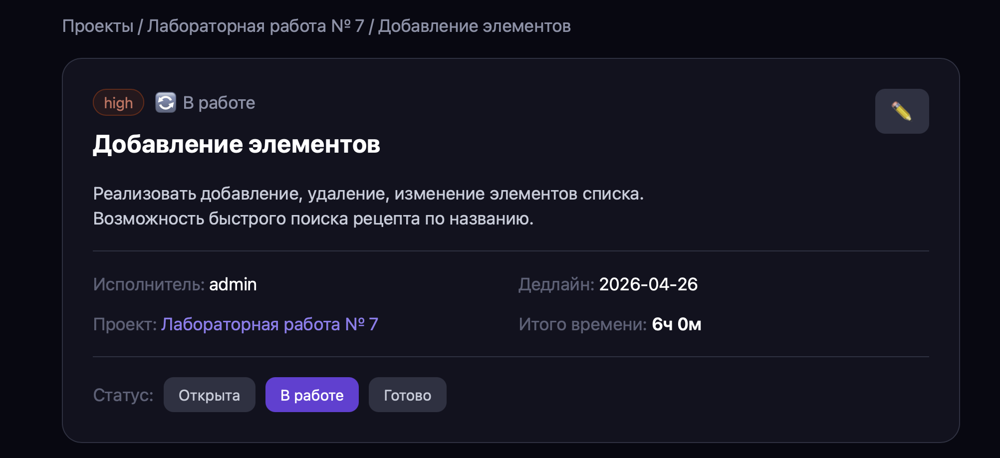 Проекты / Лабораторная работа № 7 / Добавление элементов
high В работе
Добавление элементов
Реализовать добавление, удаление, изменение элементов списка.
Возможность быстрого поиска рецепта по названию.
Исполнитель: admin
Дедлайн: 2026-04-26
Проект: Лабораторная работа № 7
Итого времени: 6ч 0м
Статус: Открыта В работе Готово